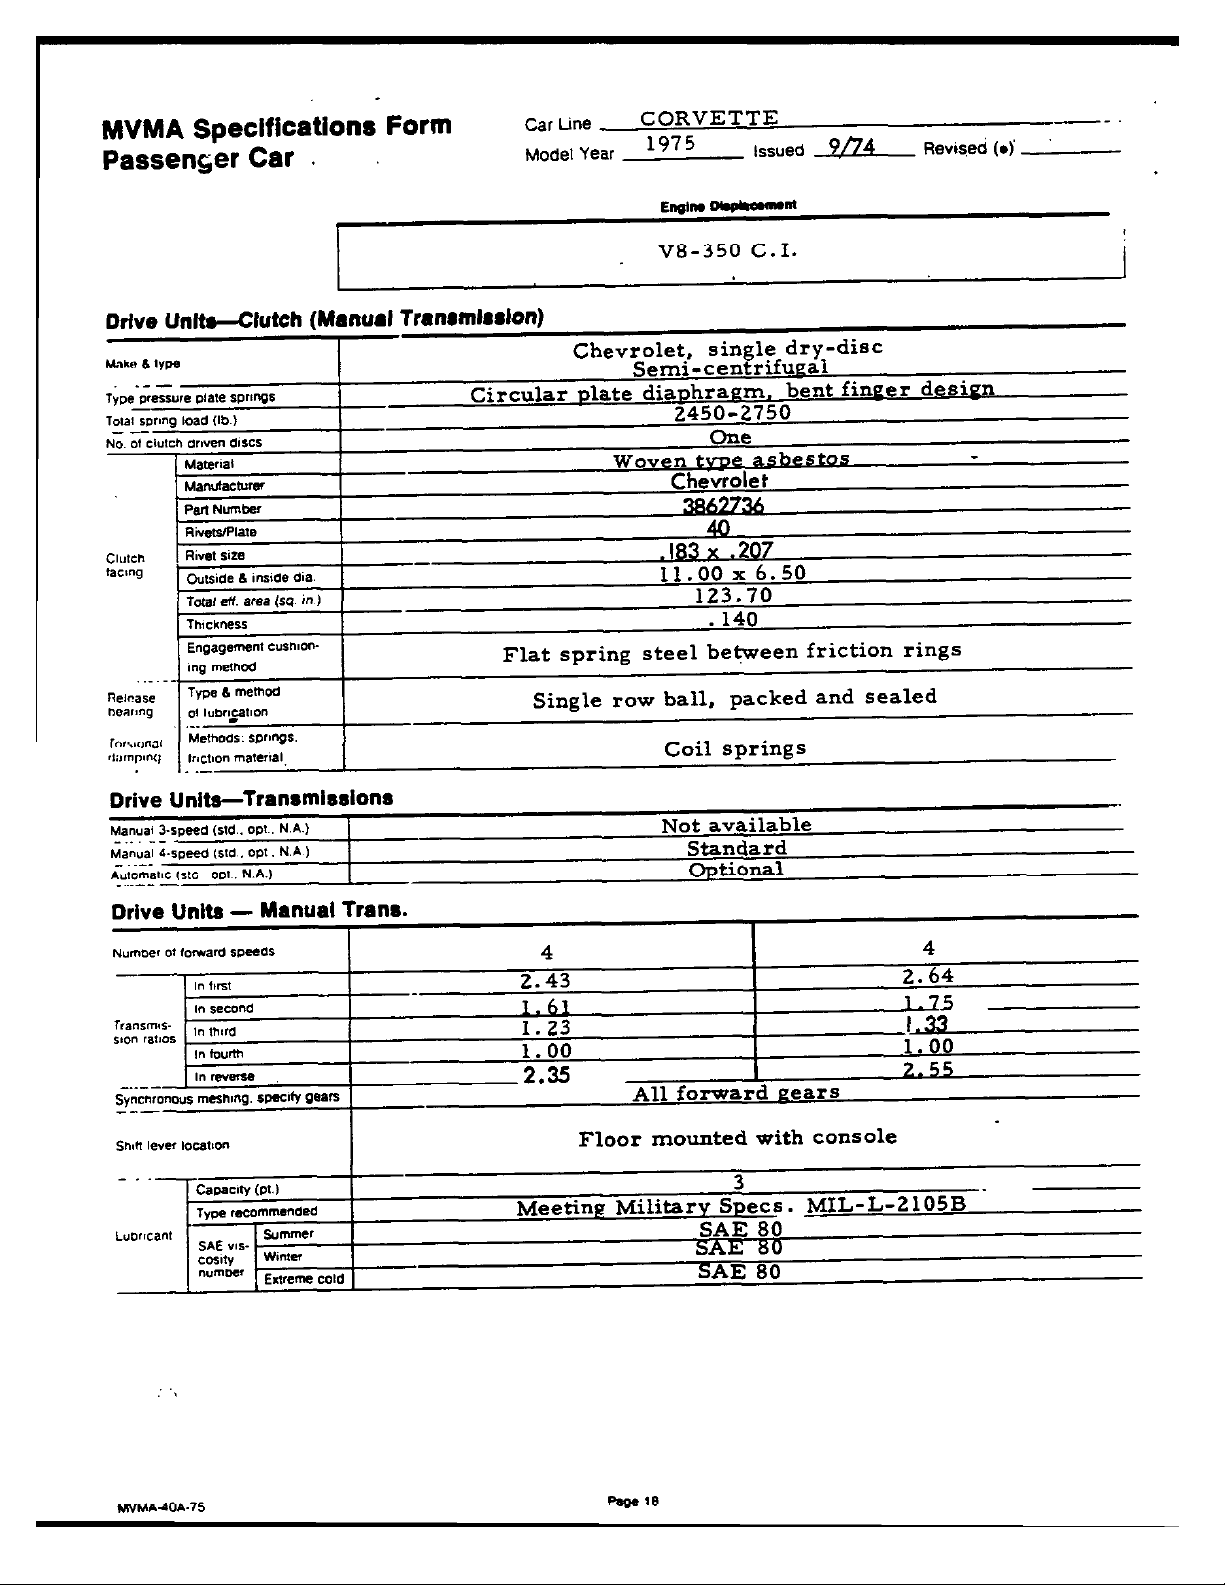 MVMA Specifications Form
Passenger Car
Car Line CORVETTE
Model Year 1975 Issued 9/74 Revised (•)
Engine Displacement
V8-350 C.I.
Drive Units—Clutch (Manual Transmission)
Make & type Chevrolet, single dry-disc
Semi-centrifugal
Type pressure plate springs Circular plate diaphragm, bent finger design
Total spring load (lb.) 2450-2750
No. of clutch driven discs One
Clutch facing
Material Woven type asbestos
Manufacturer Chevrolet
Part Number 3862736
Rivets/Plate 40
Rivet size .183 x .207
Outside & inside dia. 11.00 x 6.50
Total eff. area (sq. in.) 123.70
Thickness .140
Engagement cushion-
ing method Flat spring steel between friction rings
Release bearing
Type & method
of lubrication Single row ball, packed and sealed
Torsional damping
Methods: springs,
friction material Coil springs
Drive Units—Transmissions
Manual 3-speed (std., opt., N.A.) Not available
Manual 4-speed (std., opt., N.A.) Standard
Automatic (std. opt., N.A.) Optional
Drive Units — Manual Trans.
Number of forward speeds 4 4
Transmis-
sion ratios
In first 2.43 2.64
In second 1.61 1.75
In third 1.23 1.33
In fourth 1.00 1.00
In reverse 2.35 2.55
Synchronous meshing, specify gears All forward gears
Shift lever location Floor mounted with console
Lubricant
Capacity (pt.) 3
Type recommended Meeting Military Specs. MIL-L-2105B
SAE vis-
cosity
number
Summer SAE 80
Winter SAE 80
Extreme cold SAE 80
MVMA-40A-75
Page 18